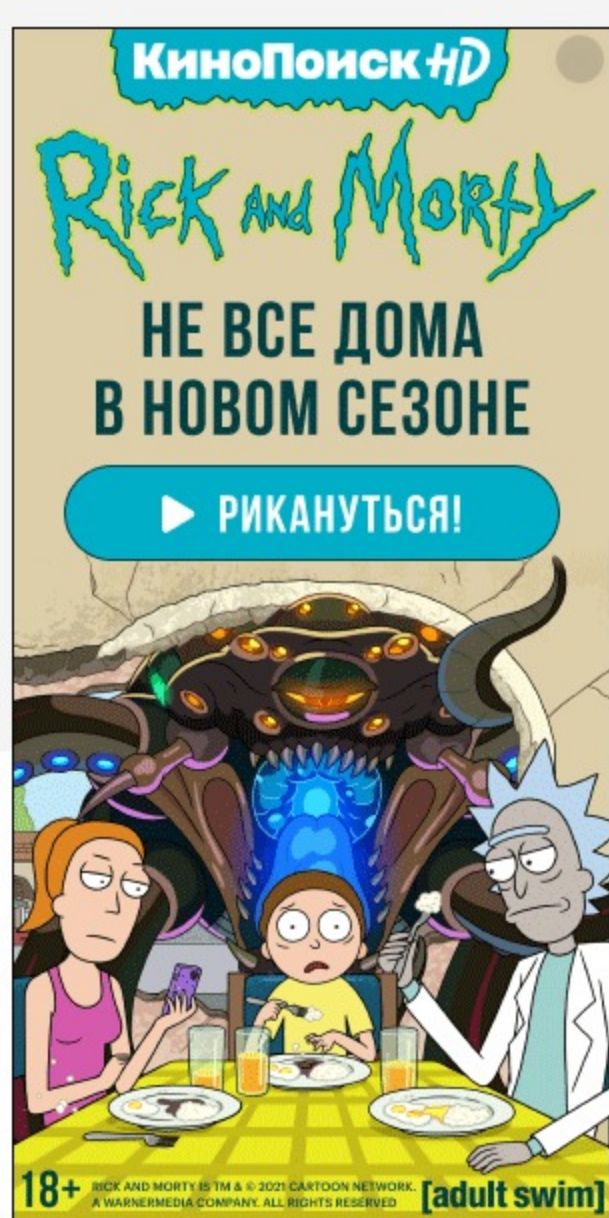 КиноПоиск HD
Rick And Morty
НЕ ВСЕ ДОМА
В НОВОМ СЕЗОНЕ
РИКАНУТЬСЯ!
18+
RICK AND MORTY IS TM & © 2021 CARTOON NETWORK.
A WARNERMEDIA COMPANY. ALL RIGHTS RESERVED
[adult swim]